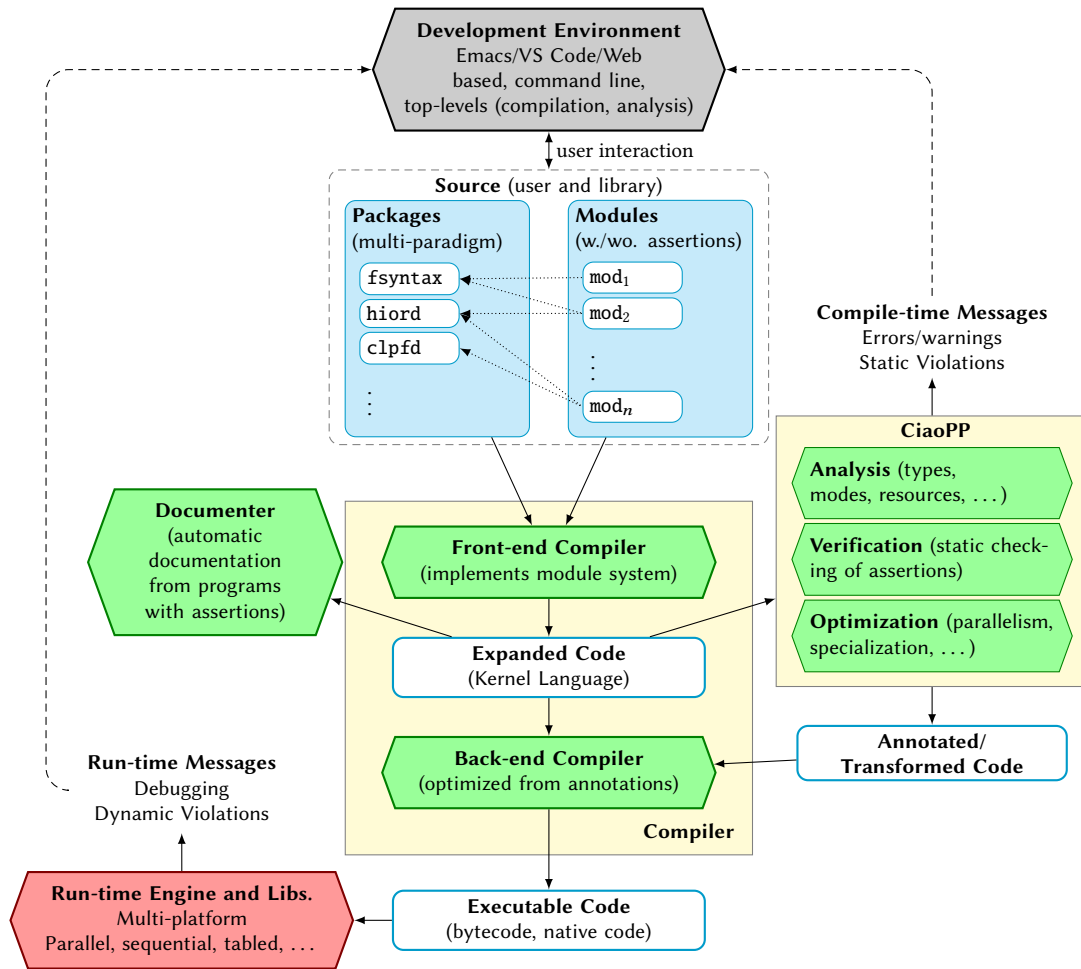 Development Environment
Emacs/VS Code/Web
based, command line,
top-levels (compilation, analysis)
user interaction
Source (user and library)
Packages
(multi-paradigm)
fsyntax
hiord
clpfd
⋮
Modules
(w./wo. assertions)
mod₁
mod₂
⋮
modₙ
Compile-time Messages
Errors/warnings
Static Violations
CiaoPP
Analysis (types,
modes, resources, . . . )
Verification (static check-
ing of assertions)
Optimization (parallelism,
specialization, . . . )
Documenter
(automatic
documentation
from programs
with assertions)
Front-end Compiler
(implements module system)
Expanded Code
(Kernel Language)
Back-end Compiler
(optimized from annotations)
Compiler
Annotated/
Transformed Code
Run-time Messages
Debugging
Dynamic Violations
Run-time Engine and Libs.
Multi-platform
Parallel, sequential, tabled, . . .
Executable Code
(bytecode, native code)